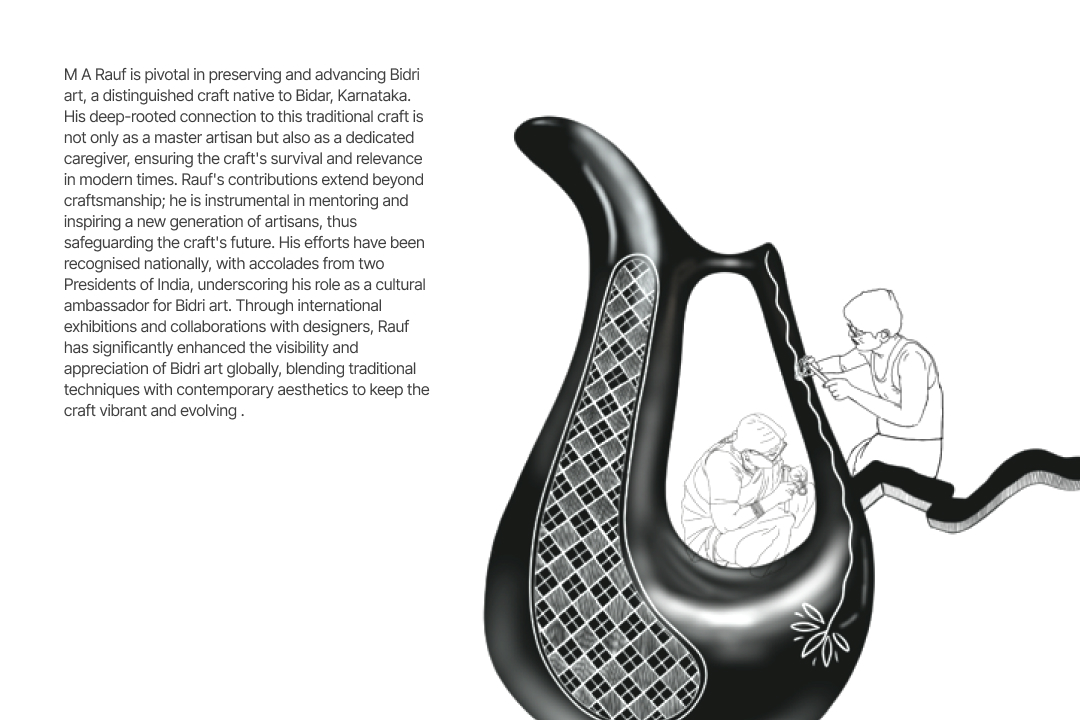 M A Rauf is pivotal in preserving and advancing Bidri
art, a distinguished craft native to Bidar, Karnataka.
His deep-rooted connection to this traditional craft is
not only as a master artisan but also as a dedicated
caregiver, ensuring the craft's survival and relevance
in modern times. Rauf's contributions extend beyond
craftsmanship; he is instrumental in mentoring and
inspiring a new generation of artisans, thus
safeguarding the craft's future. His efforts have been
recognised nationally, with accolades from two
Presidents of India, underscoring his role as a cultural
ambassador for Bidri art. Through international
exhibitions and collaborations with designers, Rauf
has significantly enhanced the visibility and
appreciation of Bidri art globally, blending traditional
techniques with contemporary aesthetics to keep the
craft vibrant and evolving .